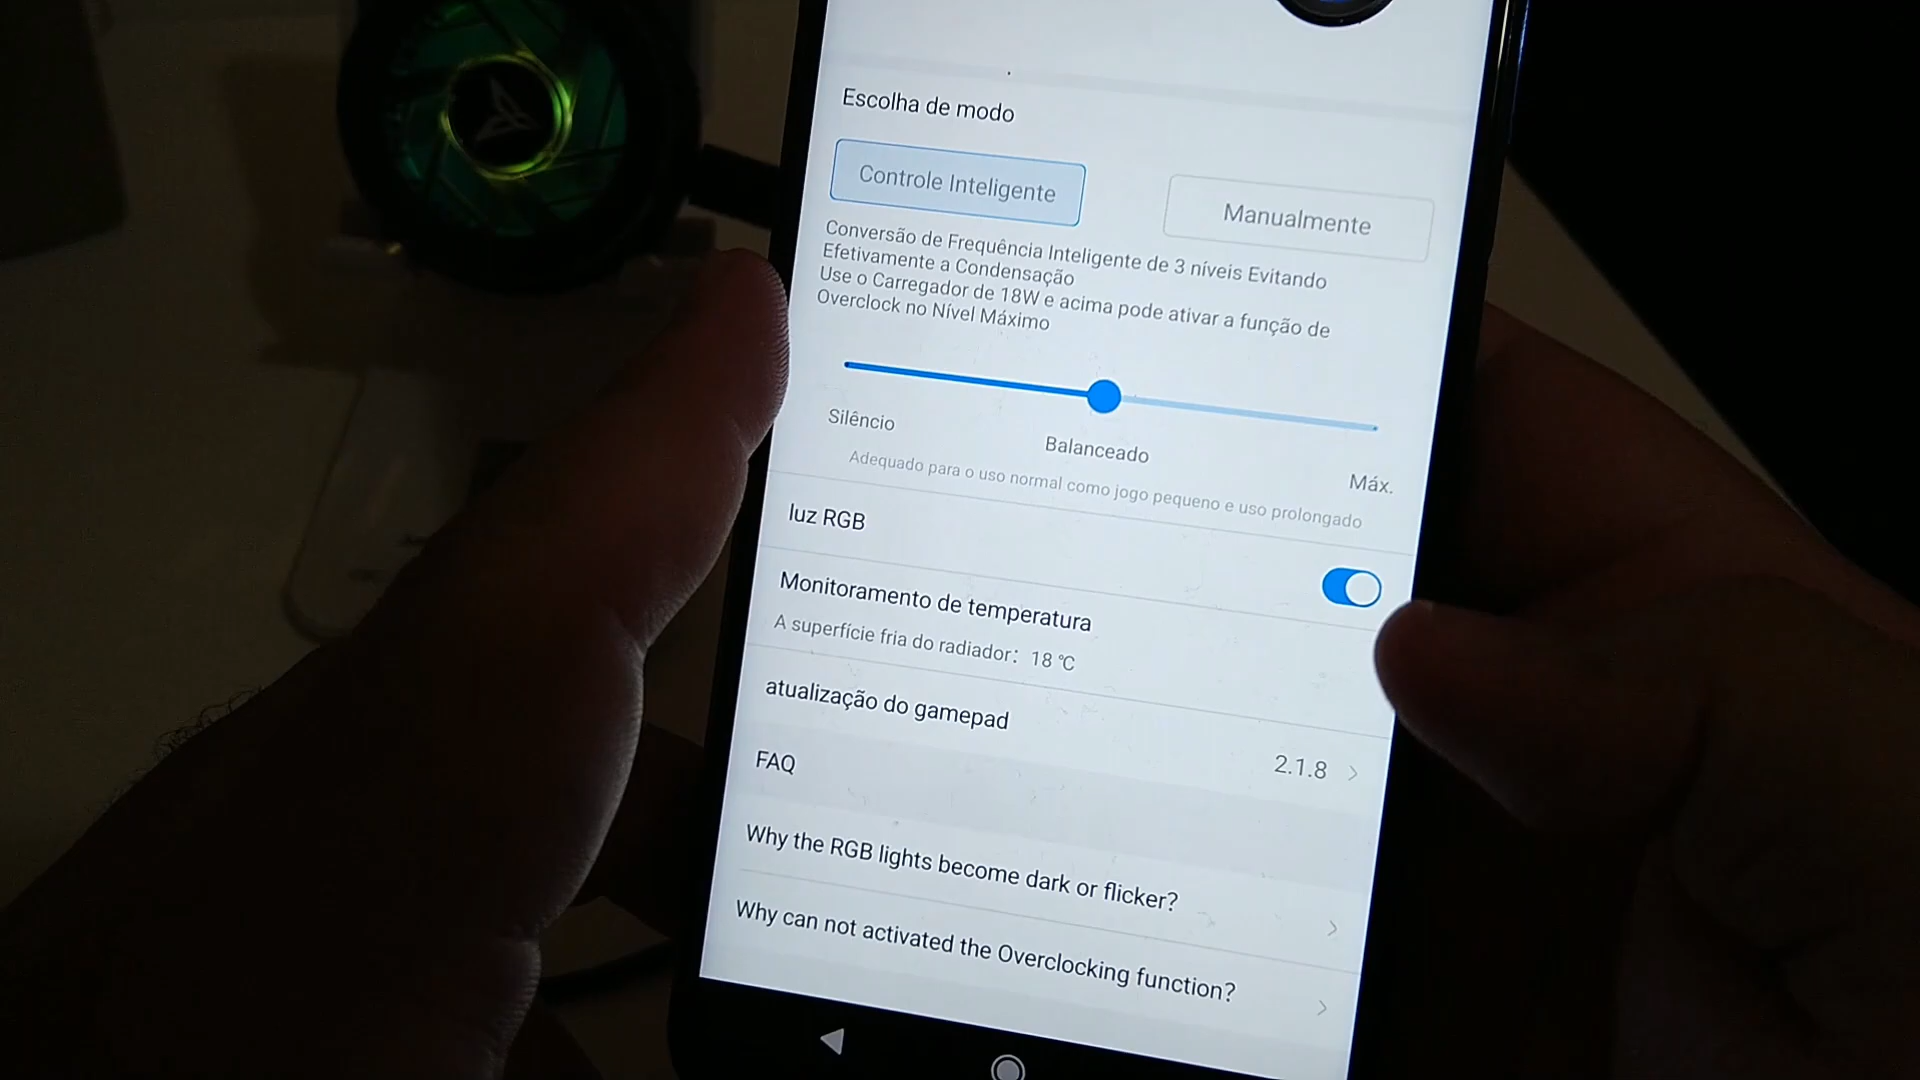 Escolha de modo
Controle Inteligente
Manualmente
Conversão de Frequência Inteligente de 3 níveis Evitando
Efetivamente a Condensação
Use o Carregador de 18W e acima pode ativar a função de
Overclock no Nível Máximo
Silêncio
Balanceado
Máx.
Adequado para o uso normal como jogo pequeno e uso prolongado
luz RGB
Monitoramento de temperatura
A superfície fria do radiador: 18 ℃
atualização do gamepad
2.1.8
FAQ
Why the RGB lights become dark or flicker?
Why can not activated the Overclocking function?